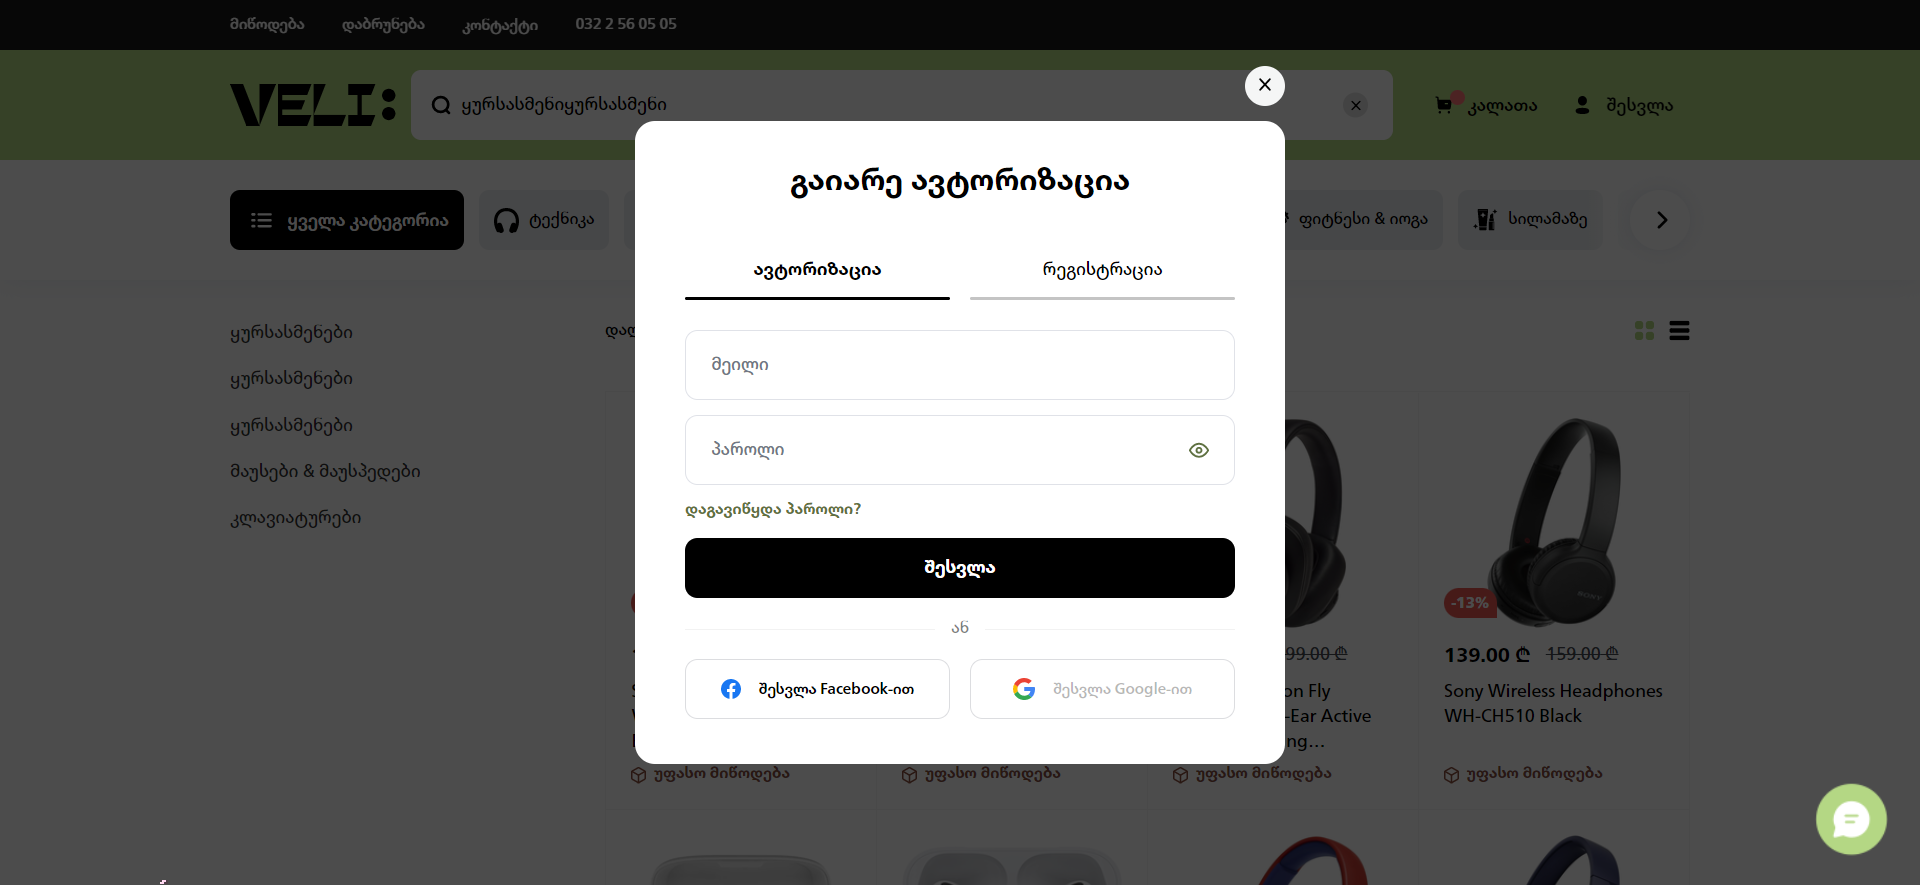 მიწოდება დაბრუნება კონტაქტი 032 2 56 05 05
VELI:
ყურსასმენიყურსასმენი
კალათა
შესვლა
ყველა კატეგორია
ტექნიკა
ფიტნესი & იოგა
სილამაზე
გაიარე ავტორიზაცია
ავტორიზაცია
რეგისტრაცია
მეილი
პაროლი
დაგავიწყდა პაროლი?
შესვლა
ან
შესვლა Facebook-ით
შესვლა Google-ით
ყურსასმენები
ყურსასმენები
ყურსასმენები
მაუსები & მაუსპედები
კლავიატურები
99.00 ₾
on Fly
-Ear Active
ng...
SONY
-13%
139.00 ₾ 159.00 ₾
Sony Wireless Headphones
WH-CH510 Black
უფასო მიწოდება
უფასო მიწოდება
უფასო მიწოდება
უფასო მიწოდება